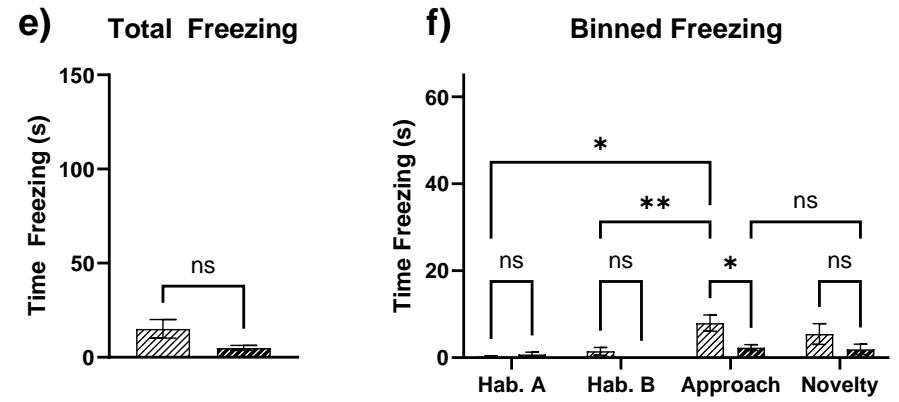 e) Total Freezing
Time Freezing (s)
150
100
50
0
ns
f) Binned Freezing
Time Freezing (s)
60
40
20
0
*
** ns
ns ns * ns
Hab. A Hab. B Approach Novelty